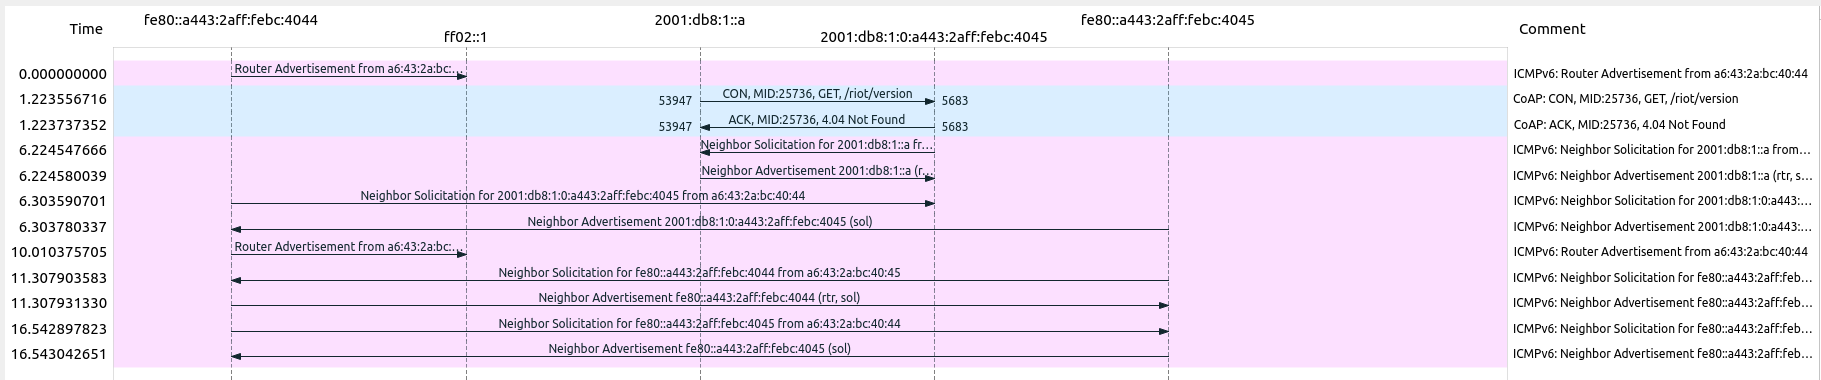 Time fe80::a443:2aff:febc:4044 2001:db8:1::a fe80::a443:2aff:febc:4045 Comment
ff02::1 2001:db8:1:0:a443:2aff:febc:4045
0.000000000 Router Advertisement from a6:43:2a:bc:... ICMPv6: Router Advertisement from a6:43:2a:bc:40:44
1.223556716 53947 CON, MID:25736, GET, /riot/version 5683 CoAP: CON, MID:25736, GET, /riot/version
1.223737352 53947 ACK, MID:25736, 4.04 Not Found 5683 CoAP: ACK, MID:25736, 4.04 Not Found
6.224547666 Neighbor Solicitation for 2001:db8:1::a fr... ICMPv6: Neighbor Solicitation for 2001:db8:1::a from...
6.224580039 Neighbor Advertisement 2001:db8:1::a (r... ICMPv6: Neighbor Advertisement 2001:db8:1::a (rtr, s...
6.303590701 Neighbor Solicitation for 2001:db8:1:0:a443:2aff:febc:4045 from a6:43:2a:bc:40:44 ICMPv6: Neighbor Solicitation for 2001:db8:1:0:a443:...
6.303780337 Neighbor Advertisement 2001:db8:1:0:a443:2aff:febc:4045 (sol) ICMPv6: Neighbor Advertisement 2001:db8:1:0:a443:...
10.010375705 Router Advertisement from a6:43:2a:bc:... ICMPv6: Router Advertisement from a6:43:2a:bc:40:44
11.307903583 Neighbor Solicitation for fe80::a443:2aff:febc:4044 from a6:43:2a:bc:40:45 ICMPv6: Neighbor Solicitation for fe80::a443:2aff:feb...
11.307931330 Neighbor Advertisement fe80::a443:2aff:febc:4044 (rtr, sol) ICMPv6: Neighbor Advertisement fe80::a443:2aff:feb...
16.542897823 Neighbor Solicitation for fe80::a443:2aff:febc:4045 from a6:43:2a:bc:40:44 ICMPv6: Neighbor Solicitation for fe80::a443:2aff:feb...
16.543042651 Neighbor Advertisement fe80::a443:2aff:febc:4045 (sol) ICMPv6: Neighbor Advertisement fe80::a443:2aff:feb...